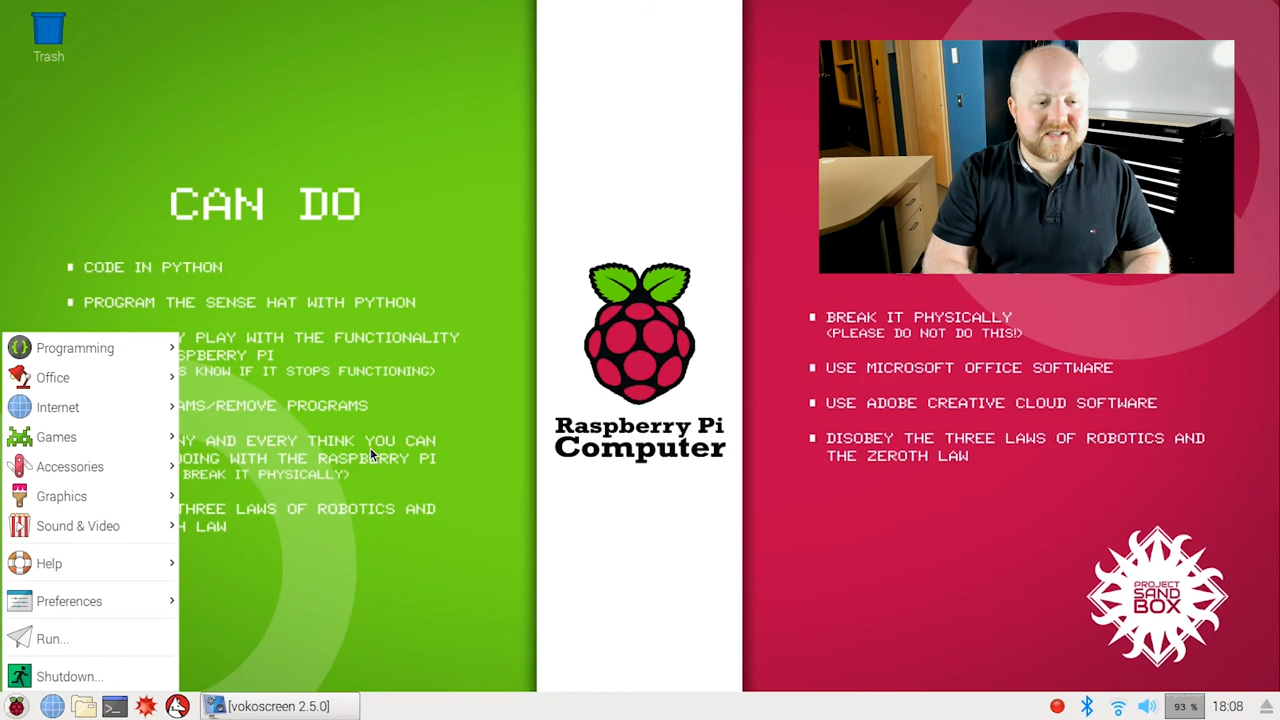 Trash
CAN DO
CODE IN PYTHON
PROGRAM THE SENSE HAT WITH PYTHON
Y PLAY WITH THE FUNCTIONALITY
SPBERRY PI
S KNOW IF IT STOPS FUNCTIONING)
AMS/REMOVE PROGRAMS
NY AND EVERY THINK YOU CAN
DOING WITH THE RASPBERRY PI
BREAK IT PHYSICALLY)
THREE LAWS OF ROBOTICS AND
H LAW
Programming
Office
Internet
Games
Accessories
Graphics
Sound & Video
Help
Preferences
Run...
Shutdown...
Raspberry Pi
Computer
BREAK IT PHYSICALLY
(PLEASE DO NOT DO THIS!)
USE MICROSOFT OFFICE SOFTWARE
USE ADOBE CREATIVE CLOUD SOFTWARE
DISOBEY THE THREE LAWS OF ROBOTICS AND
THE ZEROTH LAW
PROJECT
SAND
BOX
[vokoscreen 2.5.0]
93 %
18:08